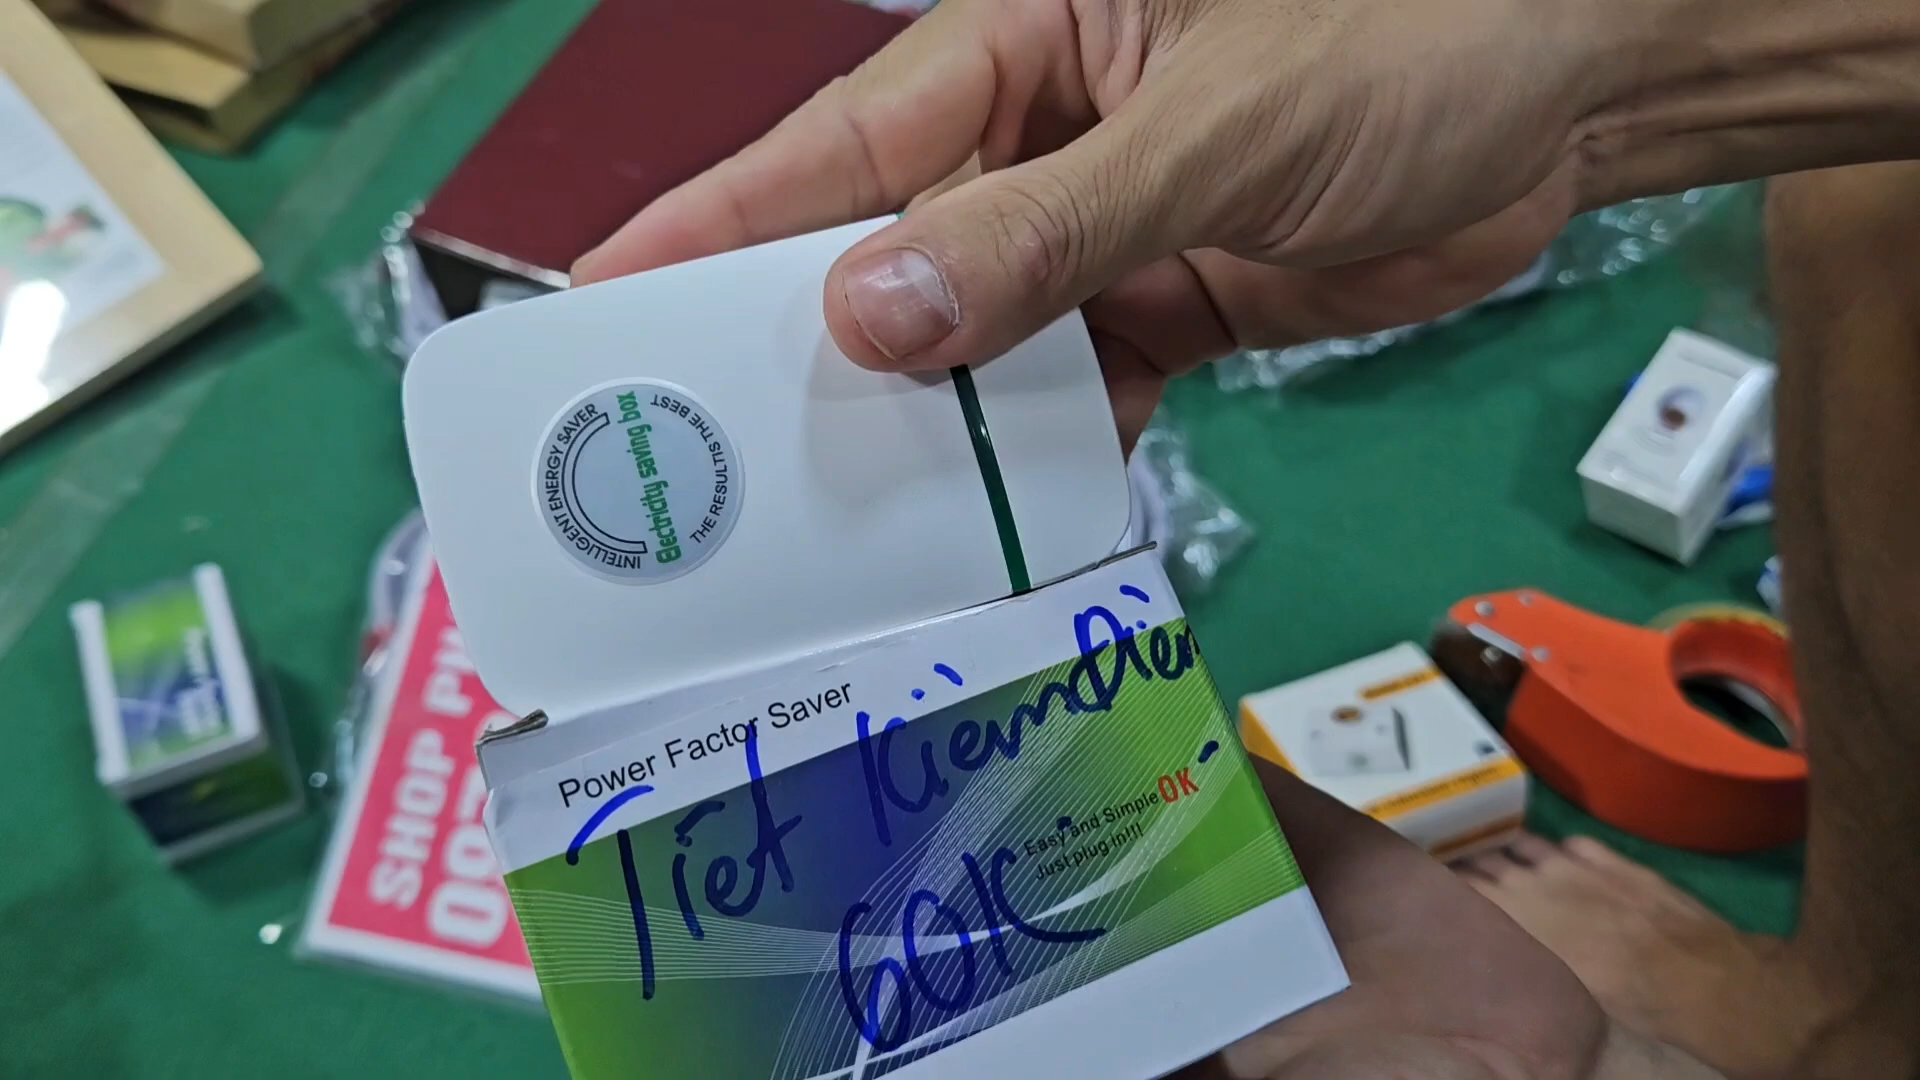 INTELLIGENT ENERGY SAVER
Electricity saving box
THE RESULTIS THE BEST
Power Factor Saver
Tiết Kiệm Điện
60K
Easy and Simple OK
Just plug in!!!
SHOP